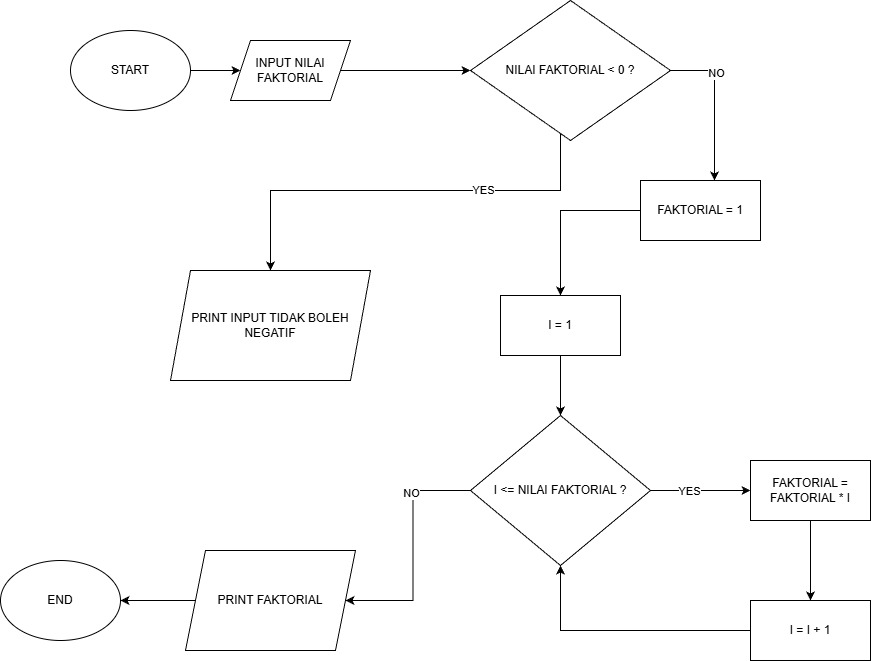 START
INPUT NILAI
FAKTORIAL
NILAI FAKTORIAL < 0 ?
NO
YES
FAKTORIAL = 1
PRINT INPUT TIDAK BOLEH
NEGATIF
I = 1
I <= NILAI FAKTORIAL ?
YES
FAKTORIAL =
FAKTORIAL * I
NO
I = I + 1
PRINT FAKTORIAL
END